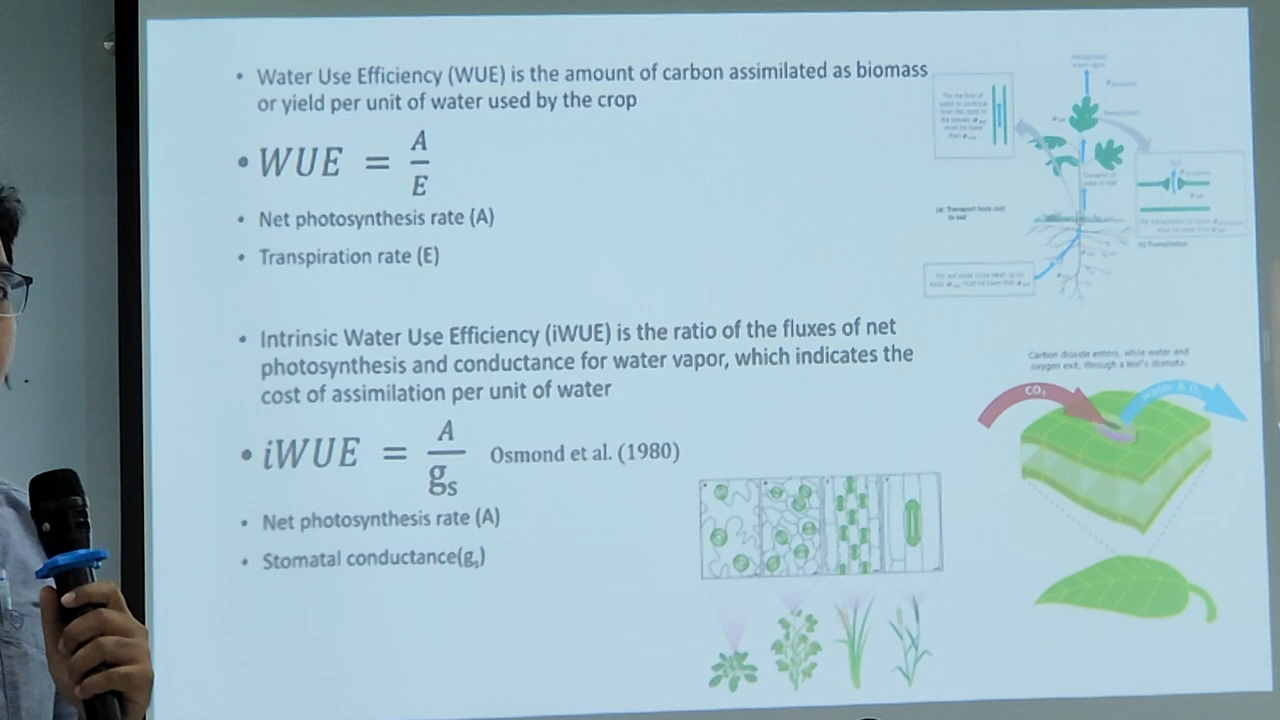 • Water Use Efficiency (WUE) is the amount of carbon assimilated as biomass
or yield per unit of water used by the crop
• WUE = A/E
• Net photosynthesis rate (A)
• Transpiration rate (E)
• Intrinsic Water Use Efficiency (iWUE) is the ratio of the fluxes of net
photosynthesis and conductance for water vapor, which indicates the
cost of assimilation per unit of water
• iWUE = A/gs Osmond et al. (1980)
• Net photosynthesis rate (A)
• Stomatal conductance(gs)
Transpiration
(b) Transpiration
Carbon dioxide enters, while water and
oxygen exit, through a leaf's stomata.
CO2
Water & O2